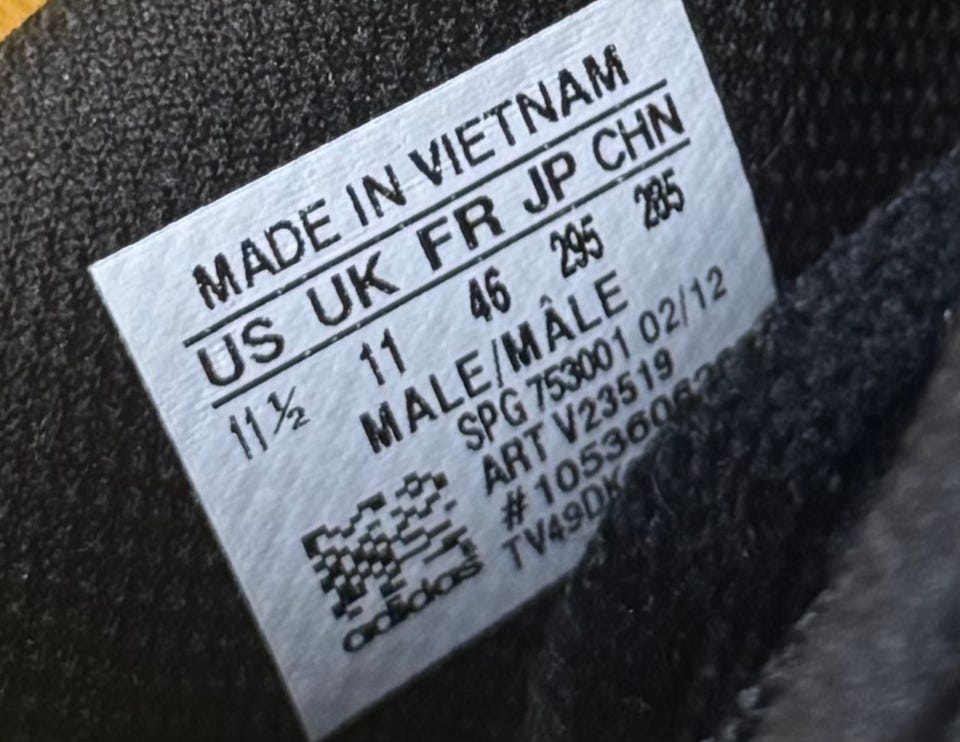 MADE IN VIETNAM
US UK FR JP CHN
11½ 11 46 295 285
MALE/MÂLE
SPG 753001 02/12
ART V23519
#
adidas